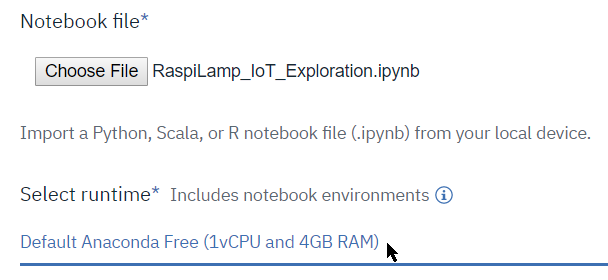 Notebook file*
Choose File RaspiLamp_IoT_Exploration.ipynb
Import a Python, Scala, or R notebook file (.ipynb) from your local device.
Select runtime* Includes notebook environments
Default Anaconda Free (1vCPU and 4GB RAM)